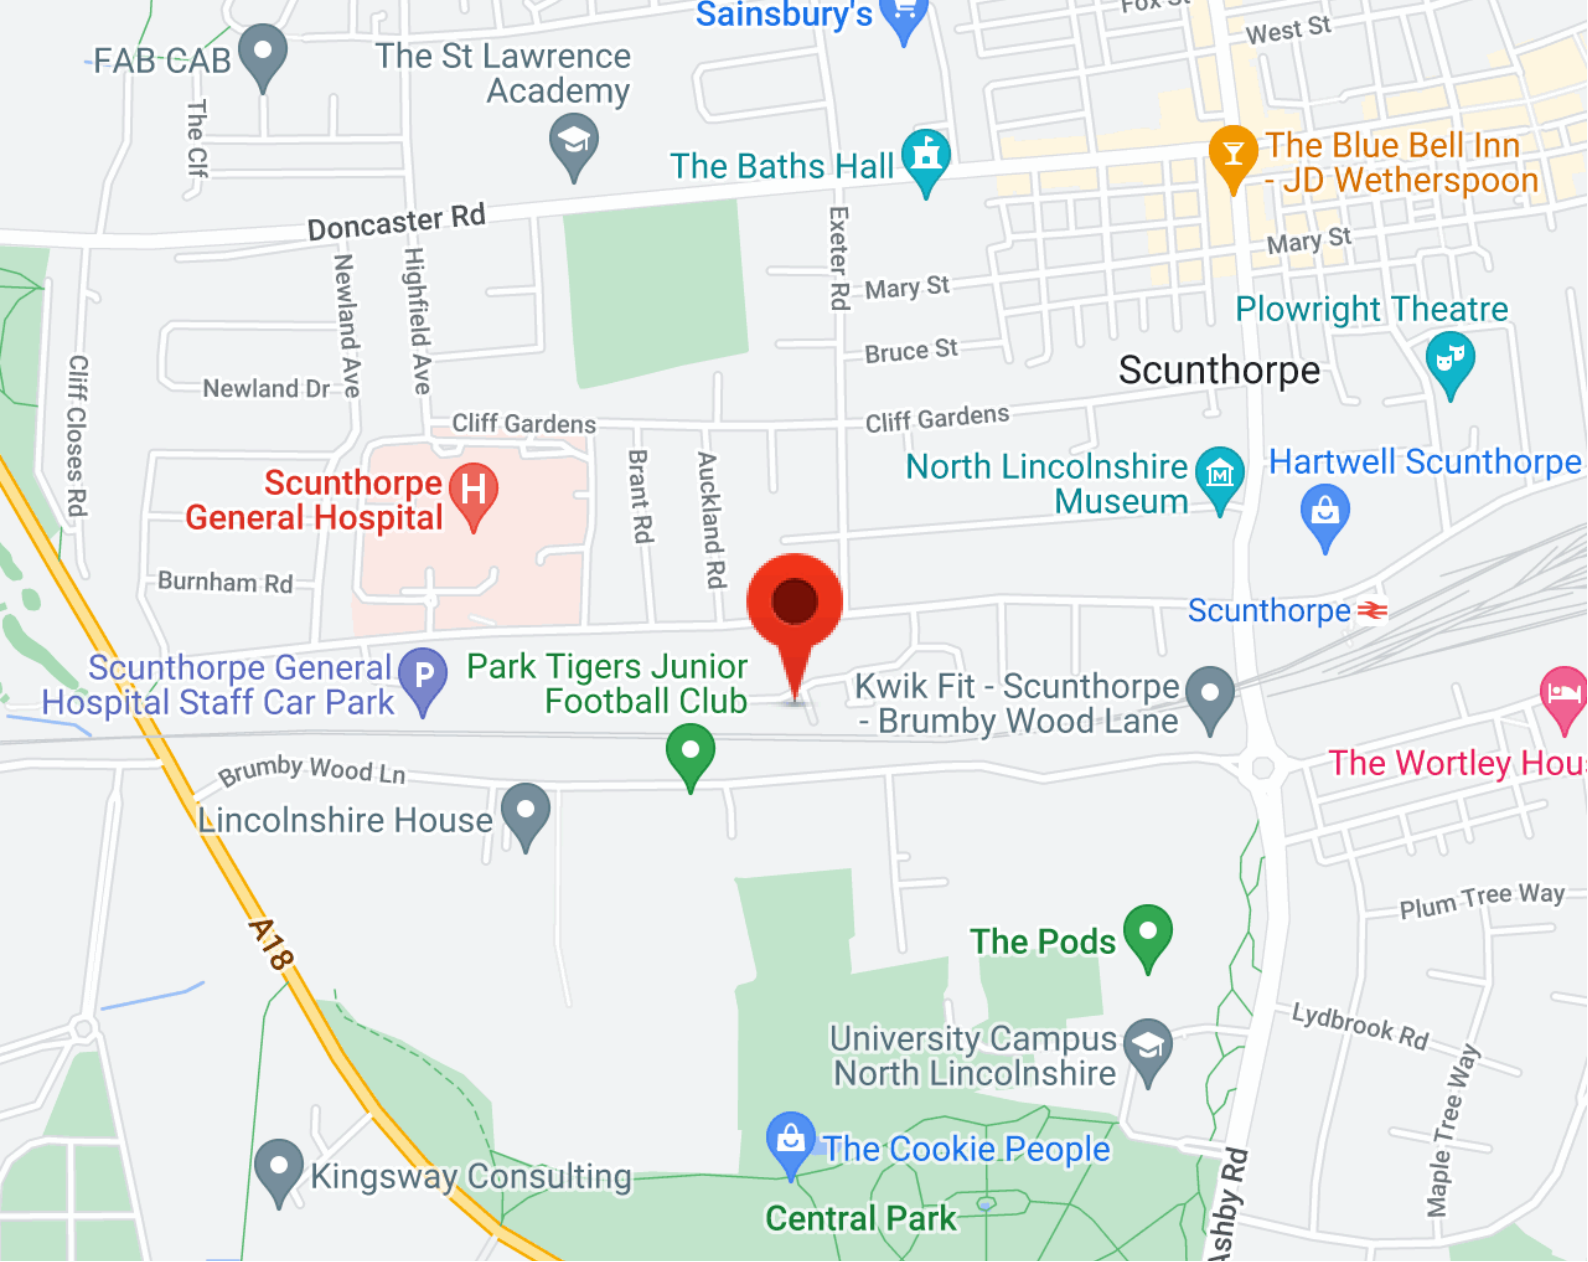 Sainsbury's
Fox St
West St
FAB CAB
The St Lawrence
Academy
The Clf
The Baths Hall
The Blue Bell Inn
- JD Wetherspoon
Doncaster Rd
Exeter Rd
Mary St
Newland Ave
Highfield Ave
Mary St
Plowright Theatre
Bruce St
Scunthorpe
Cliff Closes Rd
Newland Dr
Cliff Gardens
Cliff Gardens
Brant Rd
Auckland Rd
Scunthorpe
General Hospital
H
North Lincolnshire
Museum
M
Hartwell Scunthorpe
Burnham Rd
Scunthorpe
Scunthorpe General
Hospital Staff Car Park
P
Park Tigers Junior
Football Club
Kwik Fit - Scunthorpe
- Brumby Wood Lane
The Wortley Hou
Brumby Wood Ln
Lincolnshire House
A18
Plum Tree Way
The Pods
Lydbrook Rd
University Campus
North Lincolnshire
Maple Tree Way
The Cookie People
Kingsway Consulting
Central Park
Ashby Rd